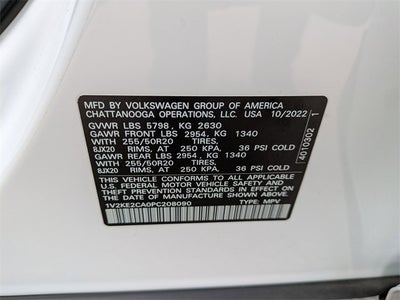 MFD BY VOLKSWAGEN GROUP OF AMERICA
CHATTANOOGA OPERATIONS, LLC. USA 10/2022
GVWR LBS 5798, KG 2630
GAWR FRONT LBS 2954, KG 1340
WITH 255/50R20 TIRES,
8JX20 RIMS, AT 250 KPA, 36 PSI COLD
GAWR REAR LBS 2954, KG 1340
WITH 255/50R20 TIRES,
8JX20 RIMS, AT 250 KPA, 36 PSI COLD
THIS VEHICLE CONFORMS TO ALL APPLICABLE
U.S. FEDERAL MOTOR VEHICLE SAFETY STANDARDS IN EFFECT ON
THE DATE OF MANUFACTURE SHOWN ABOVE.
1V2KE2CA0PC208090 TYPE: MPV
4010302 1